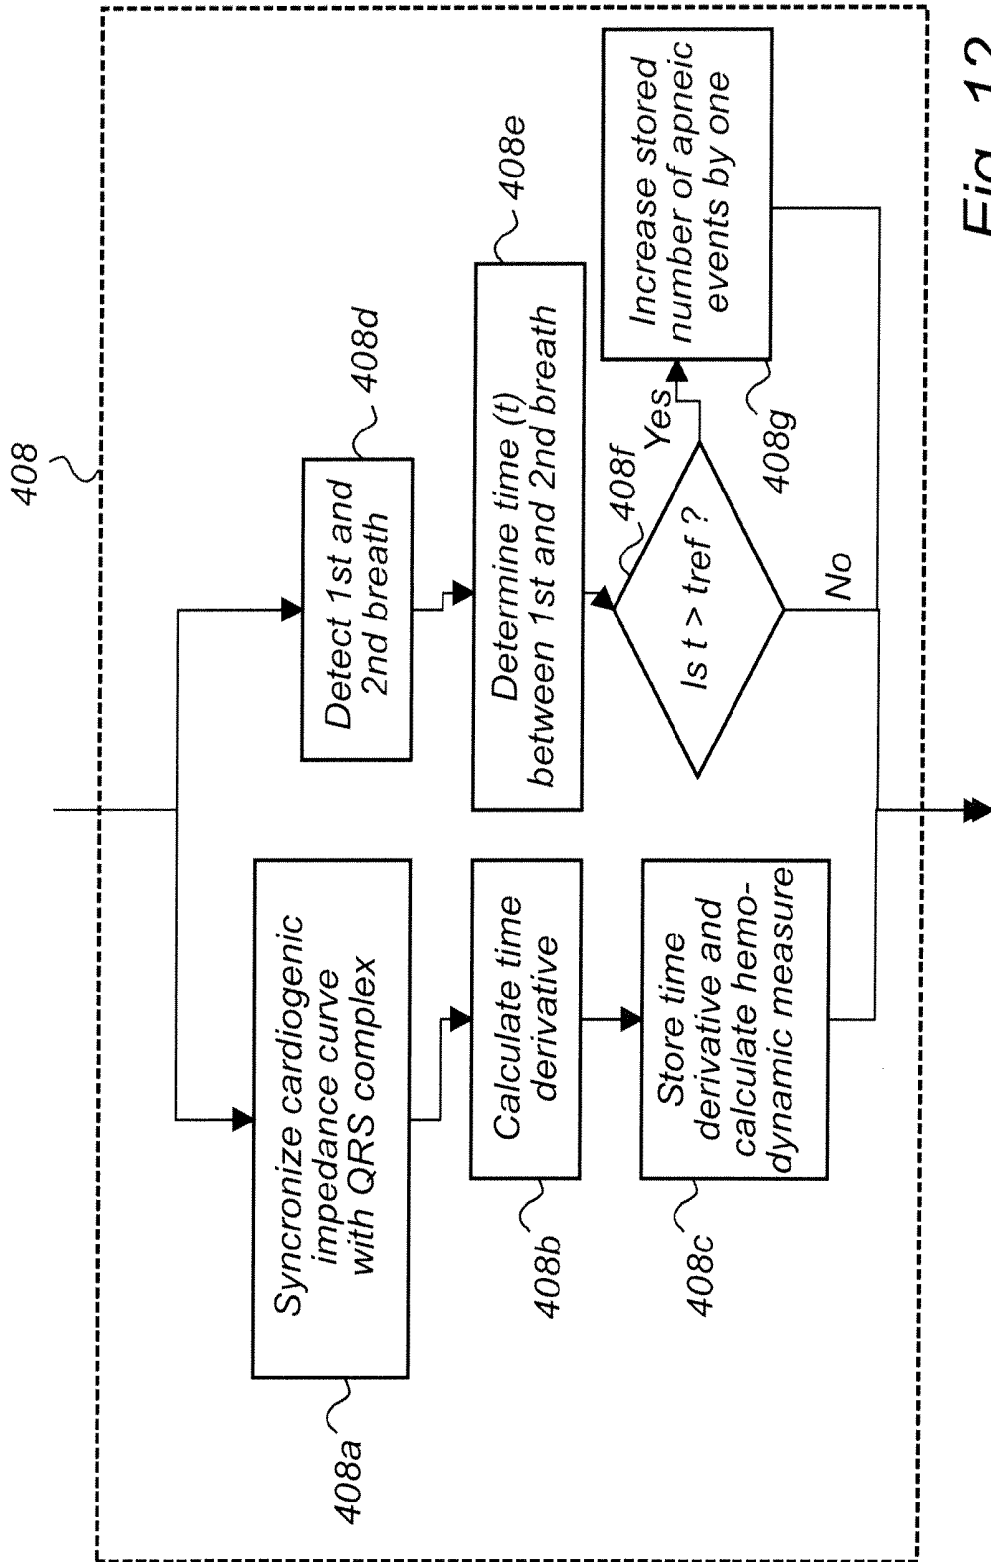 408
Syncronize cardiogenic
impedance curve
with QRS complex
408a
Calculate time
derivative
408b
Store time
derivative and
calculate hemo-
dynamic measure
408c
Detect 1st and
2nd breath
408d
Determine time (t)
between 1st and 2nd breath
408e
Is t > tref ?
408f
Yes
No
Increase stored
number of apneic
events by one
408g
Fig. 12